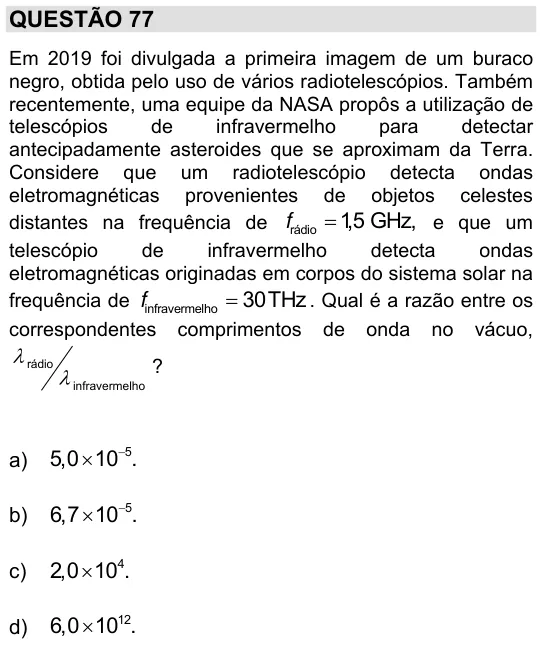 QUESTÃO 77
Em 2019 foi divulgada a primeira imagem de um buraco
negro, obtida pelo uso de vários radiotelescópios. Também
recentemente, uma equipe da NASA propôs a utilização de
telescópios de infravermelho para detectar
antecipadamente asteroides que se aproximam da Terra.
Considere que um radiotelescópio detecta ondas
eletromagnéticas provenientes de objetos celestes
distantes na frequência de f_rádio = 1,5 GHz, e que um
telescópio de infravermelho detecta ondas
eletromagnéticas originadas em corpos do sistema solar na
frequência de f_infravermelho = 30 THz. Qual é a razão entre os
correspondentes comprimentos de onda no vácuo,
λ_rádio / λ_infravermelho ?
a) 5,0×10⁻⁵.
b) 6,7×10⁻⁵.
c) 2,0×10⁴.
d) 6,0×10¹².